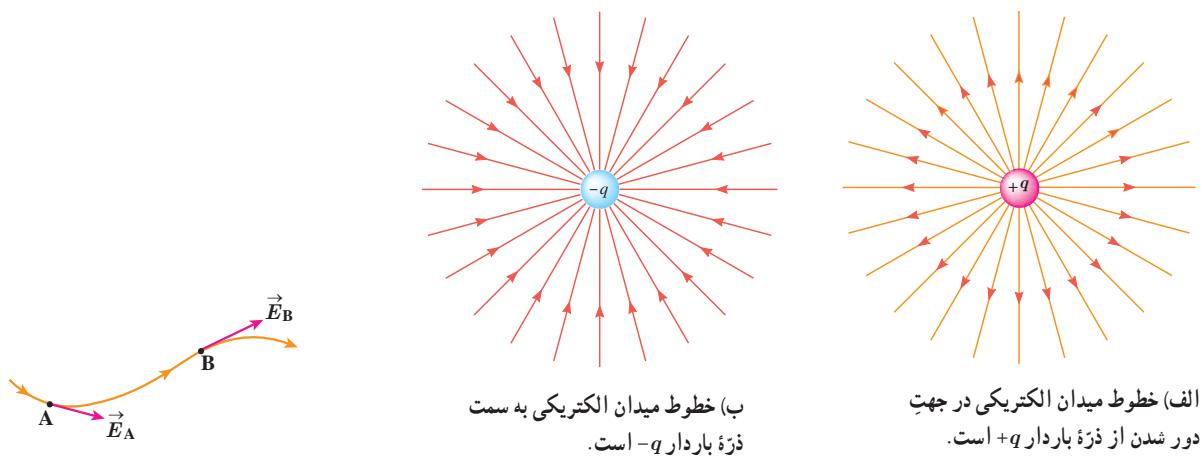 +q
الف) خطوط میدان الکتریکی در جهتِ
دور شدن از ذرّهٔ باردار q+ است.
−q
ب) خطوط میدان الکتریکی به سمت
ذرّهٔ باردار q− است.
E⃗B
B
A
E⃗A